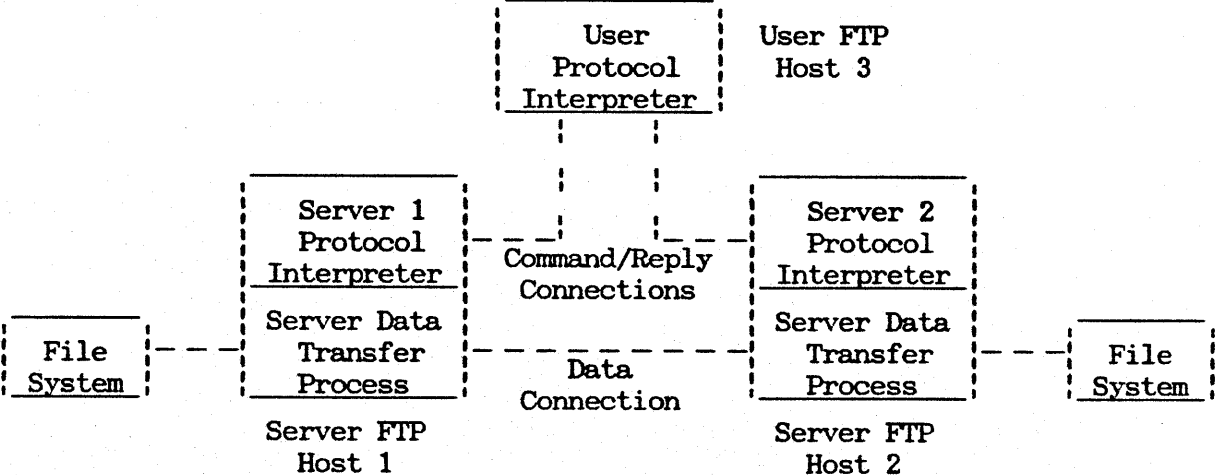 User
Protocol
Interpreter
User FTP
Host 3
Server 1
Protocol
Interpreter
Command/Reply
Connections
Server 2
Protocol
Interpreter
File
System
Server Data
Transfer
Process
Data
Connection
Server Data
Transfer
Process
File
System
Server FTP
Host 1
Server FTP
Host 2